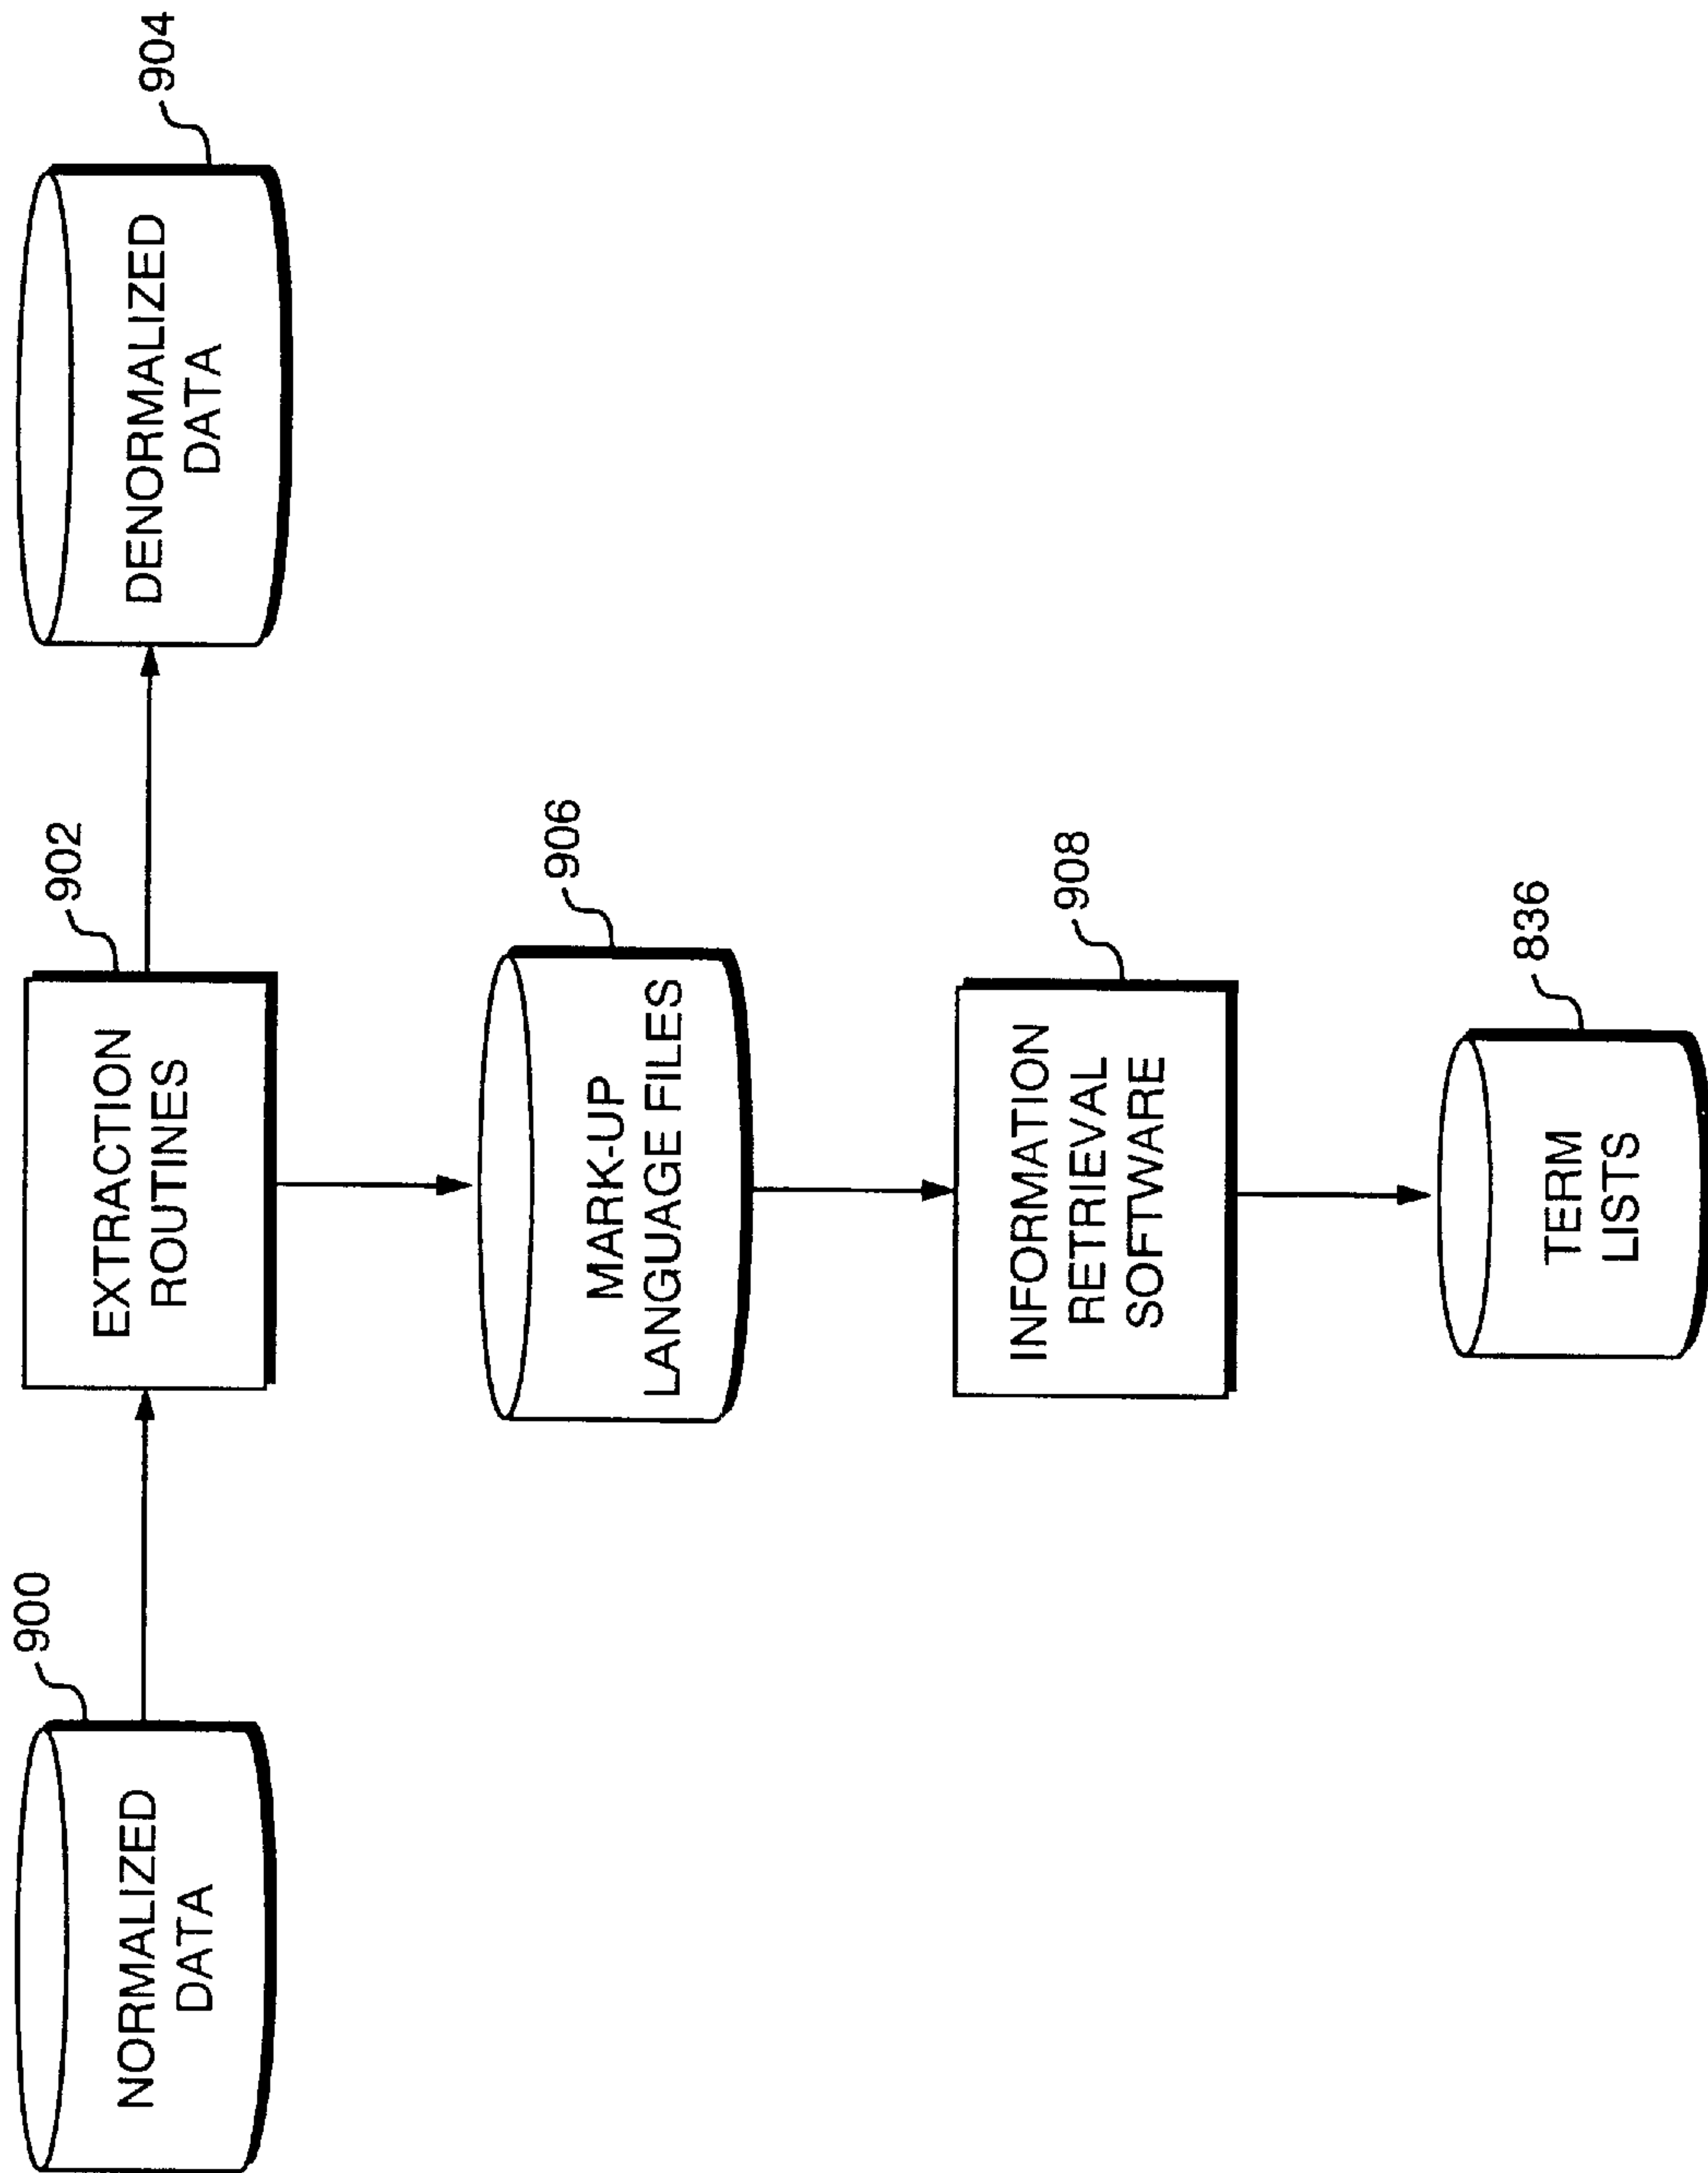 900
NORMALIZED
DATA
902
EXTRACTION
ROUTINES
904
DENORMALIZED
DATA
906
MARK-UP
LANGUAGE FILES
908
INFORMATION
RETRIEVAL
SOFTWARE
836
TERM
LISTS